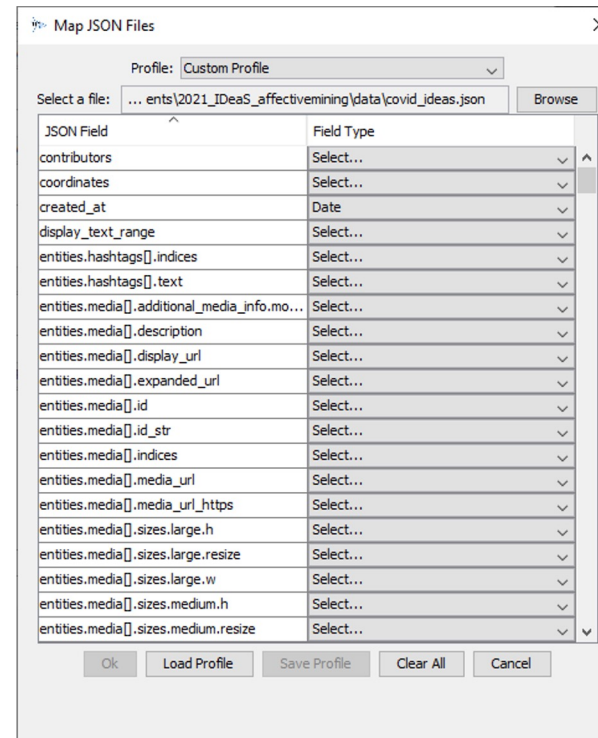 Map JSON Files
Profile: Custom Profile
Select a file: ... ents\2021_IDeaS_affectivemining\data\covid_ideas.json Browse
JSON Field Field Type
contributors Select...
coordinates Select...
created_at Date
display_text_range Select...
entities.hashtags[].indices Select...
entities.hashtags[].text Select...
entities.media[].additional_media_info.mo... Select...
entities.media[].description Select...
entities.media[].display_url Select...
entities.media[].expanded_url Select...
entities.media[].id Select...
entities.media[].id_str Select...
entities.media[].indices Select...
entities.media[].media_url Select...
entities.media[].media_url_https Select...
entities.media[].sizes.large.h Select...
entities.media[].sizes.large.resize Select...
entities.media[].sizes.large.w Select...
entities.media[].sizes.medium.h Select...
entities.media[].sizes.medium.resize Select...
Ok Load Profile Save Profile Clear All Cancel